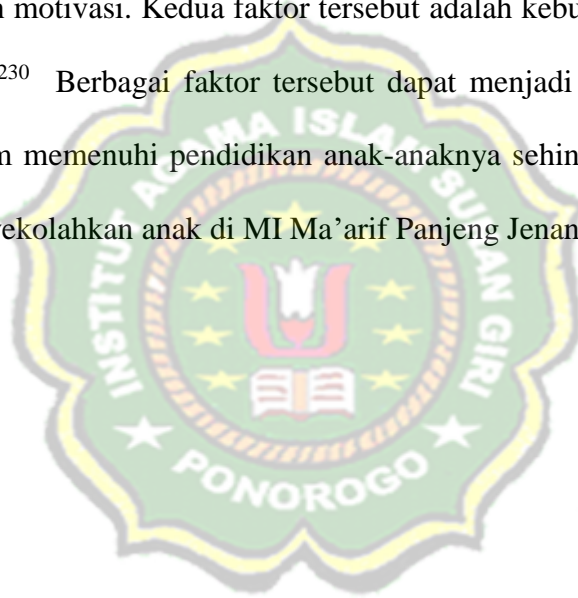 n motivasi. Kedua faktor tersebut adalah kebu
230 Berbagai faktor tersebut dapat menjadi
m memenuhi pendidikan anak-anaknya sehin
yekolahkan anak di MI Ma’arif Panjeng Jenan
INSTITUT AGAMA ISLAM SUNAN GIRI
PONOROGO